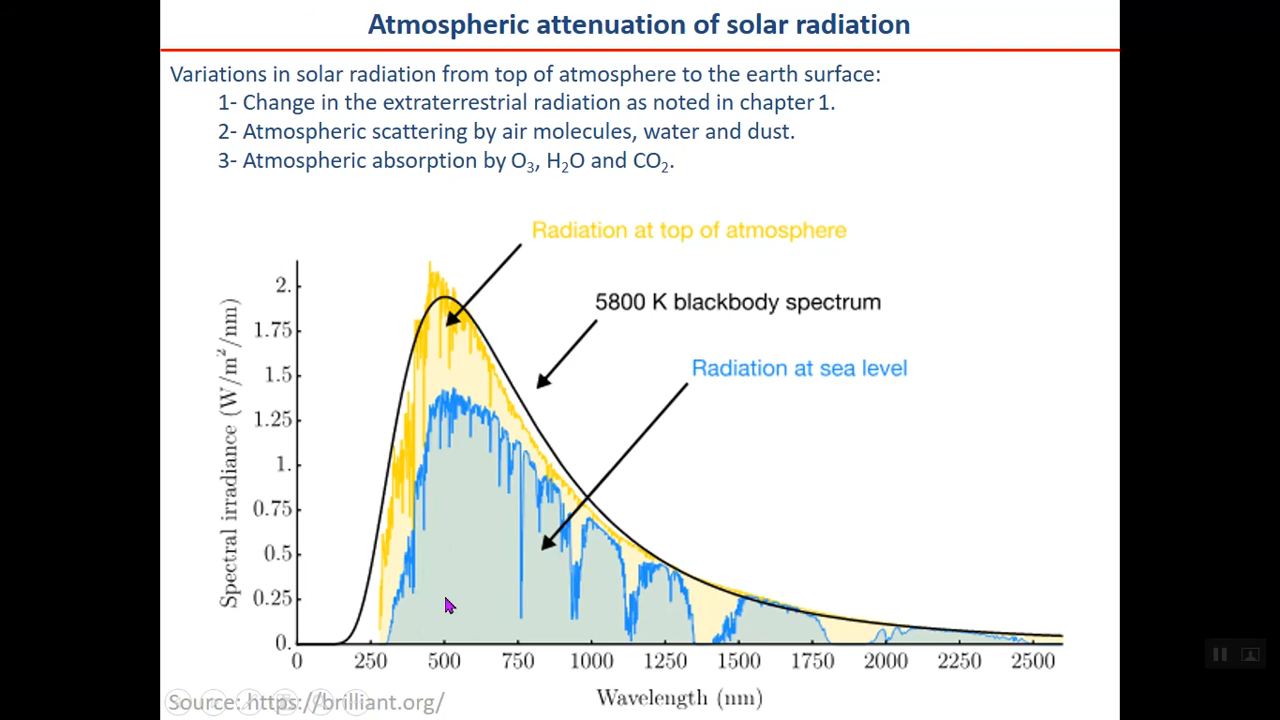 Atmospheric attenuation of solar radiation
Variations in solar radiation from top of atmosphere to the earth surface:
1- Change in the extraterrestrial radiation as noted in chapter 1.
2- Atmospheric scattering by air molecules, water and dust.
3- Atmospheric absorption by O₃, H₂O and CO₂.
Radiation at top of atmosphere
5800 K blackbody spectrum
Radiation at sea level
Spectral irradiance (W/m²/nm)
2.
1.75
1.5
1.25
1.
0.75
0.5
0.25
0.
0 250 500 750 1000 1250 1500 1750 2000 2250 2500
Wavelength (nm)
Source: https://brilliant.org/